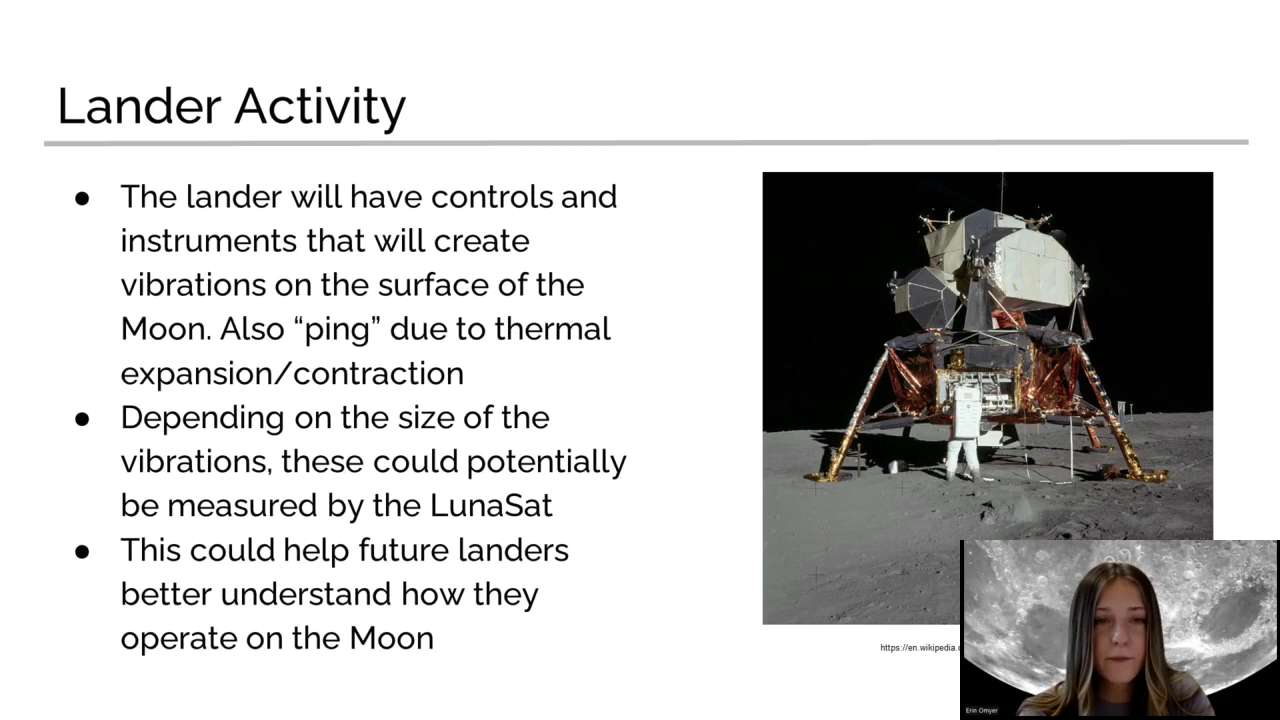 Lander Activity
● The lander will have controls and
instruments that will create
vibrations on the surface of the
Moon. Also “ping” due to thermal
expansion/contraction
● Depending on the size of the
vibrations, these could potentially
be measured by the LunaSat
● This could help future landers
better understand how they
operate on the Moon
https://en.wikipedia.
Erin Omyer